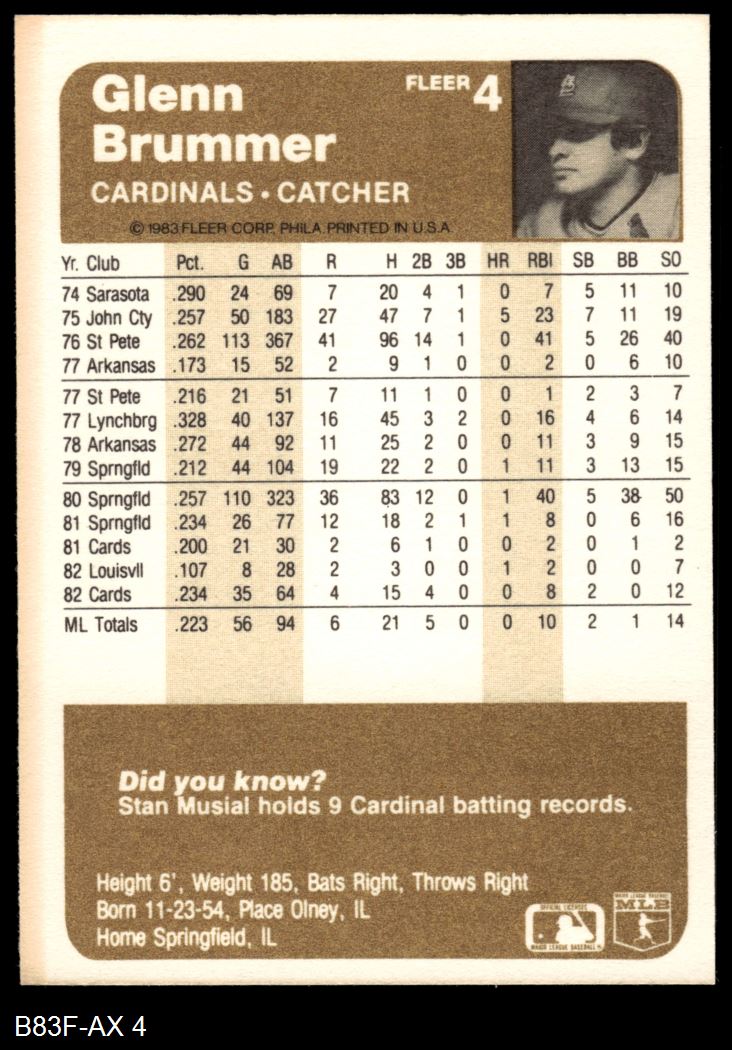 Glenn
Brummer
FLEER 4
CARDINALS • CATCHER
© 1983 FLEER CORP. PHILA. PRINTED IN U.S.A.
Yr. Club Pct. G AB R H 2B 3B HR RBI SB BB SO
74 Sarasota .290 24 69 7 20 4 1 0 7 5 11 10
75 John Cty .257 50 183 27 47 7 1 5 23 7 11 19
76 St Pete .262 113 367 41 96 14 1 0 41 5 26 40
77 Arkansas .173 15 52 2 9 1 0 0 2 0 6 10
77 St Pete .216 21 51 7 11 1 0 0 1 2 3 7
77 Lynchbrg .328 40 137 16 45 3 2 0 16 4 6 14
78 Arkansas .272 44 92 11 25 2 0 0 11 3 9 15
79 Sprngfld .212 44 104 19 22 2 0 1 11 3 13 15
80 Sprngfld .257 110 323 36 83 12 0 1 40 5 38 50
81 Sprngfld .234 26 77 12 18 2 1 1 8 0 6 16
81 Cards .200 21 30 2 6 1 0 0 2 0 1 2
82 Louisvll .107 8 28 2 3 0 0 1 2 0 0 7
82 Cards .234 35 64 4 15 4 0 0 8 2 0 12
ML Totals .223 56 94 6 21 5 0 0 10 2 1 14
Did you know?
Stan Musial holds 9 Cardinal batting records.
Height 6', Weight 185, Bats Right, Throws Right
Born 11-23-54, Place Olney, IL
Home Springfield, IL
OFFICIAL LICENSEE
MAJOR LEAGUE BASEBALL
MAJOR LEAGUE BASEBALL
MLB
B83F-AX 4